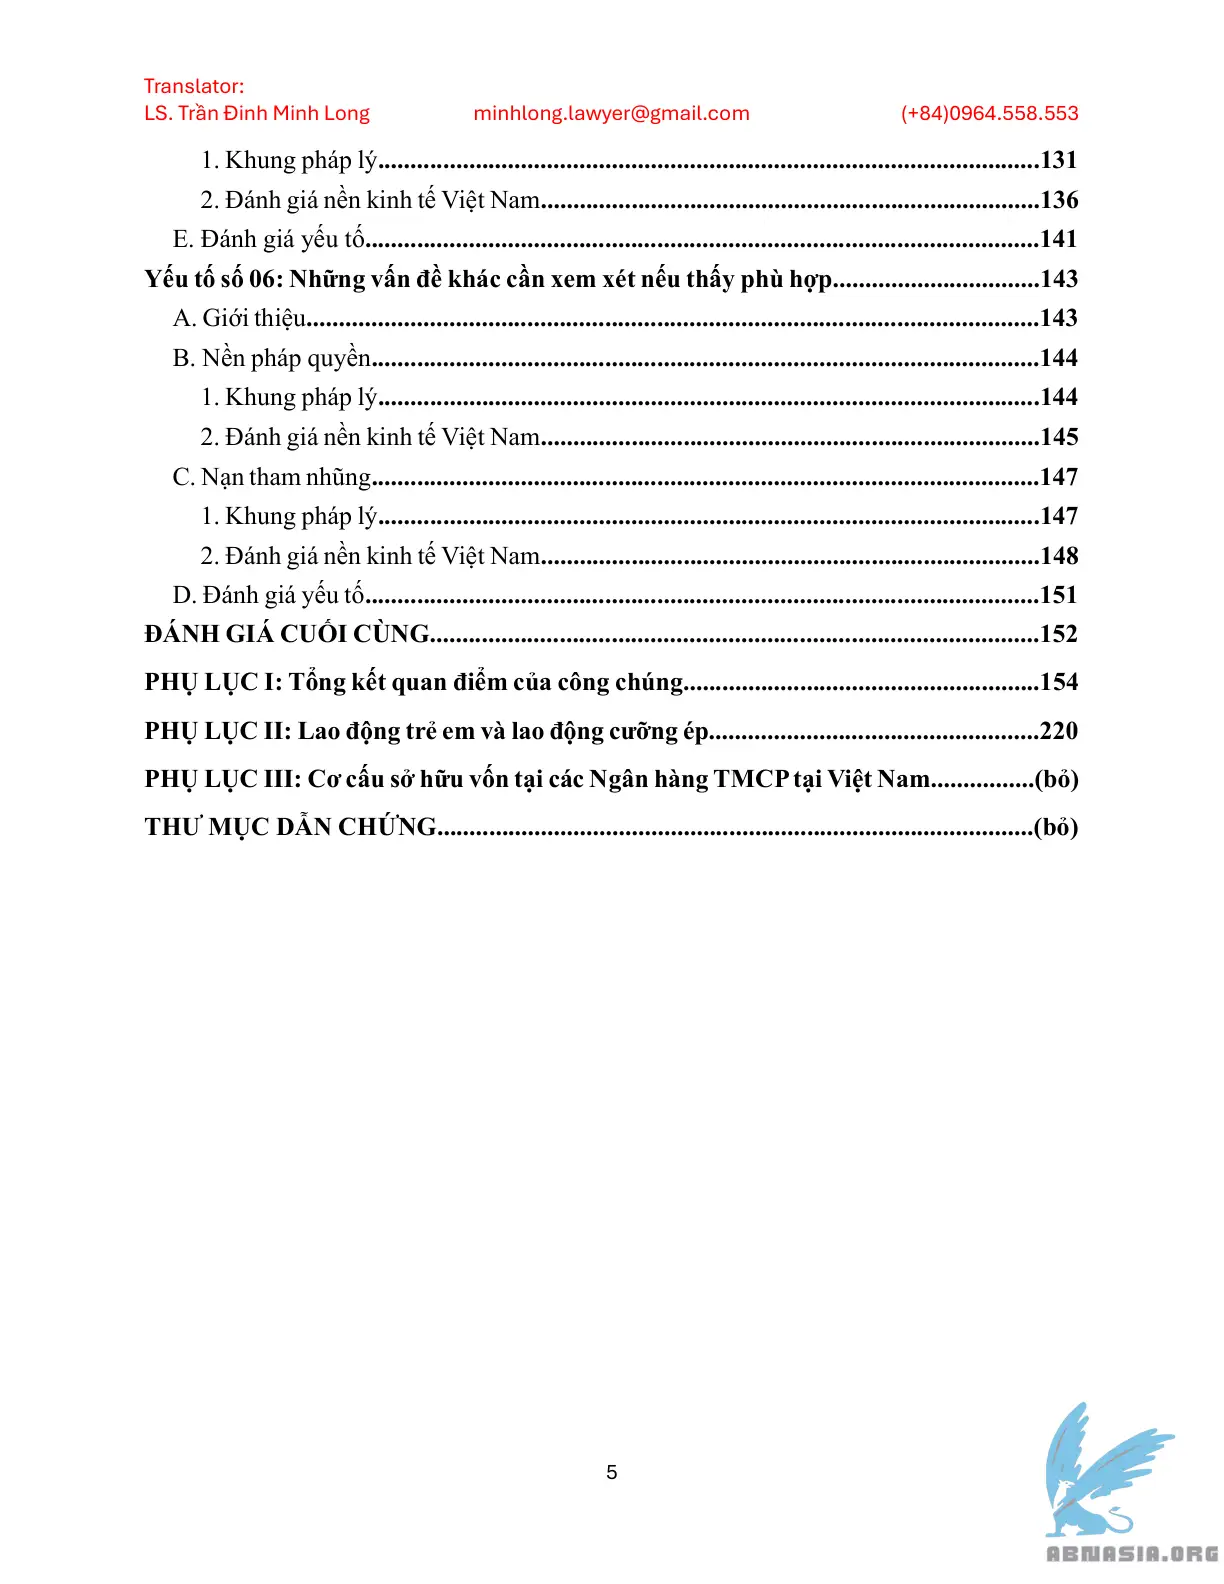 Translator:
LS. Trần Đinh Minh Long minhlong.lawyer@gmail.com (+84)0964.558.553
1. Khung pháp lý.....131
2. Đánh giá nền kinh tế Việt Nam.....136
E. Đánh giá yếu tố.....141
Yếu tố số 06: Những vấn đề khác cần xem xét nếu thấy phù hợp.....143
A. Giới thiệu.....143
B. Nền pháp quyền.....144
1. Khung pháp lý.....144
2. Đánh giá nền kinh tế Việt Nam.....145
C. Nạn tham nhũng.....147
1. Khung pháp lý.....147
2. Đánh giá nền kinh tế Việt Nam.....148
D. Đánh giá yếu tố.....151
ĐÁNH GIÁ CUỐI CÙNG.....152
PHỤ LỤC I: Tổng kết quan điểm của công chúng.....154
PHỤ LỤC II: Lao động trẻ em và lao động cưỡng ép.....220
PHỤ LỤC III: Cơ cấu sở hữu vốn tại các Ngân hàng TMCP tại Việt Nam.....(bỏ)
THƯ MỤC DẪN CHỨNG.....(bỏ)
5
ABNASIA.ORG